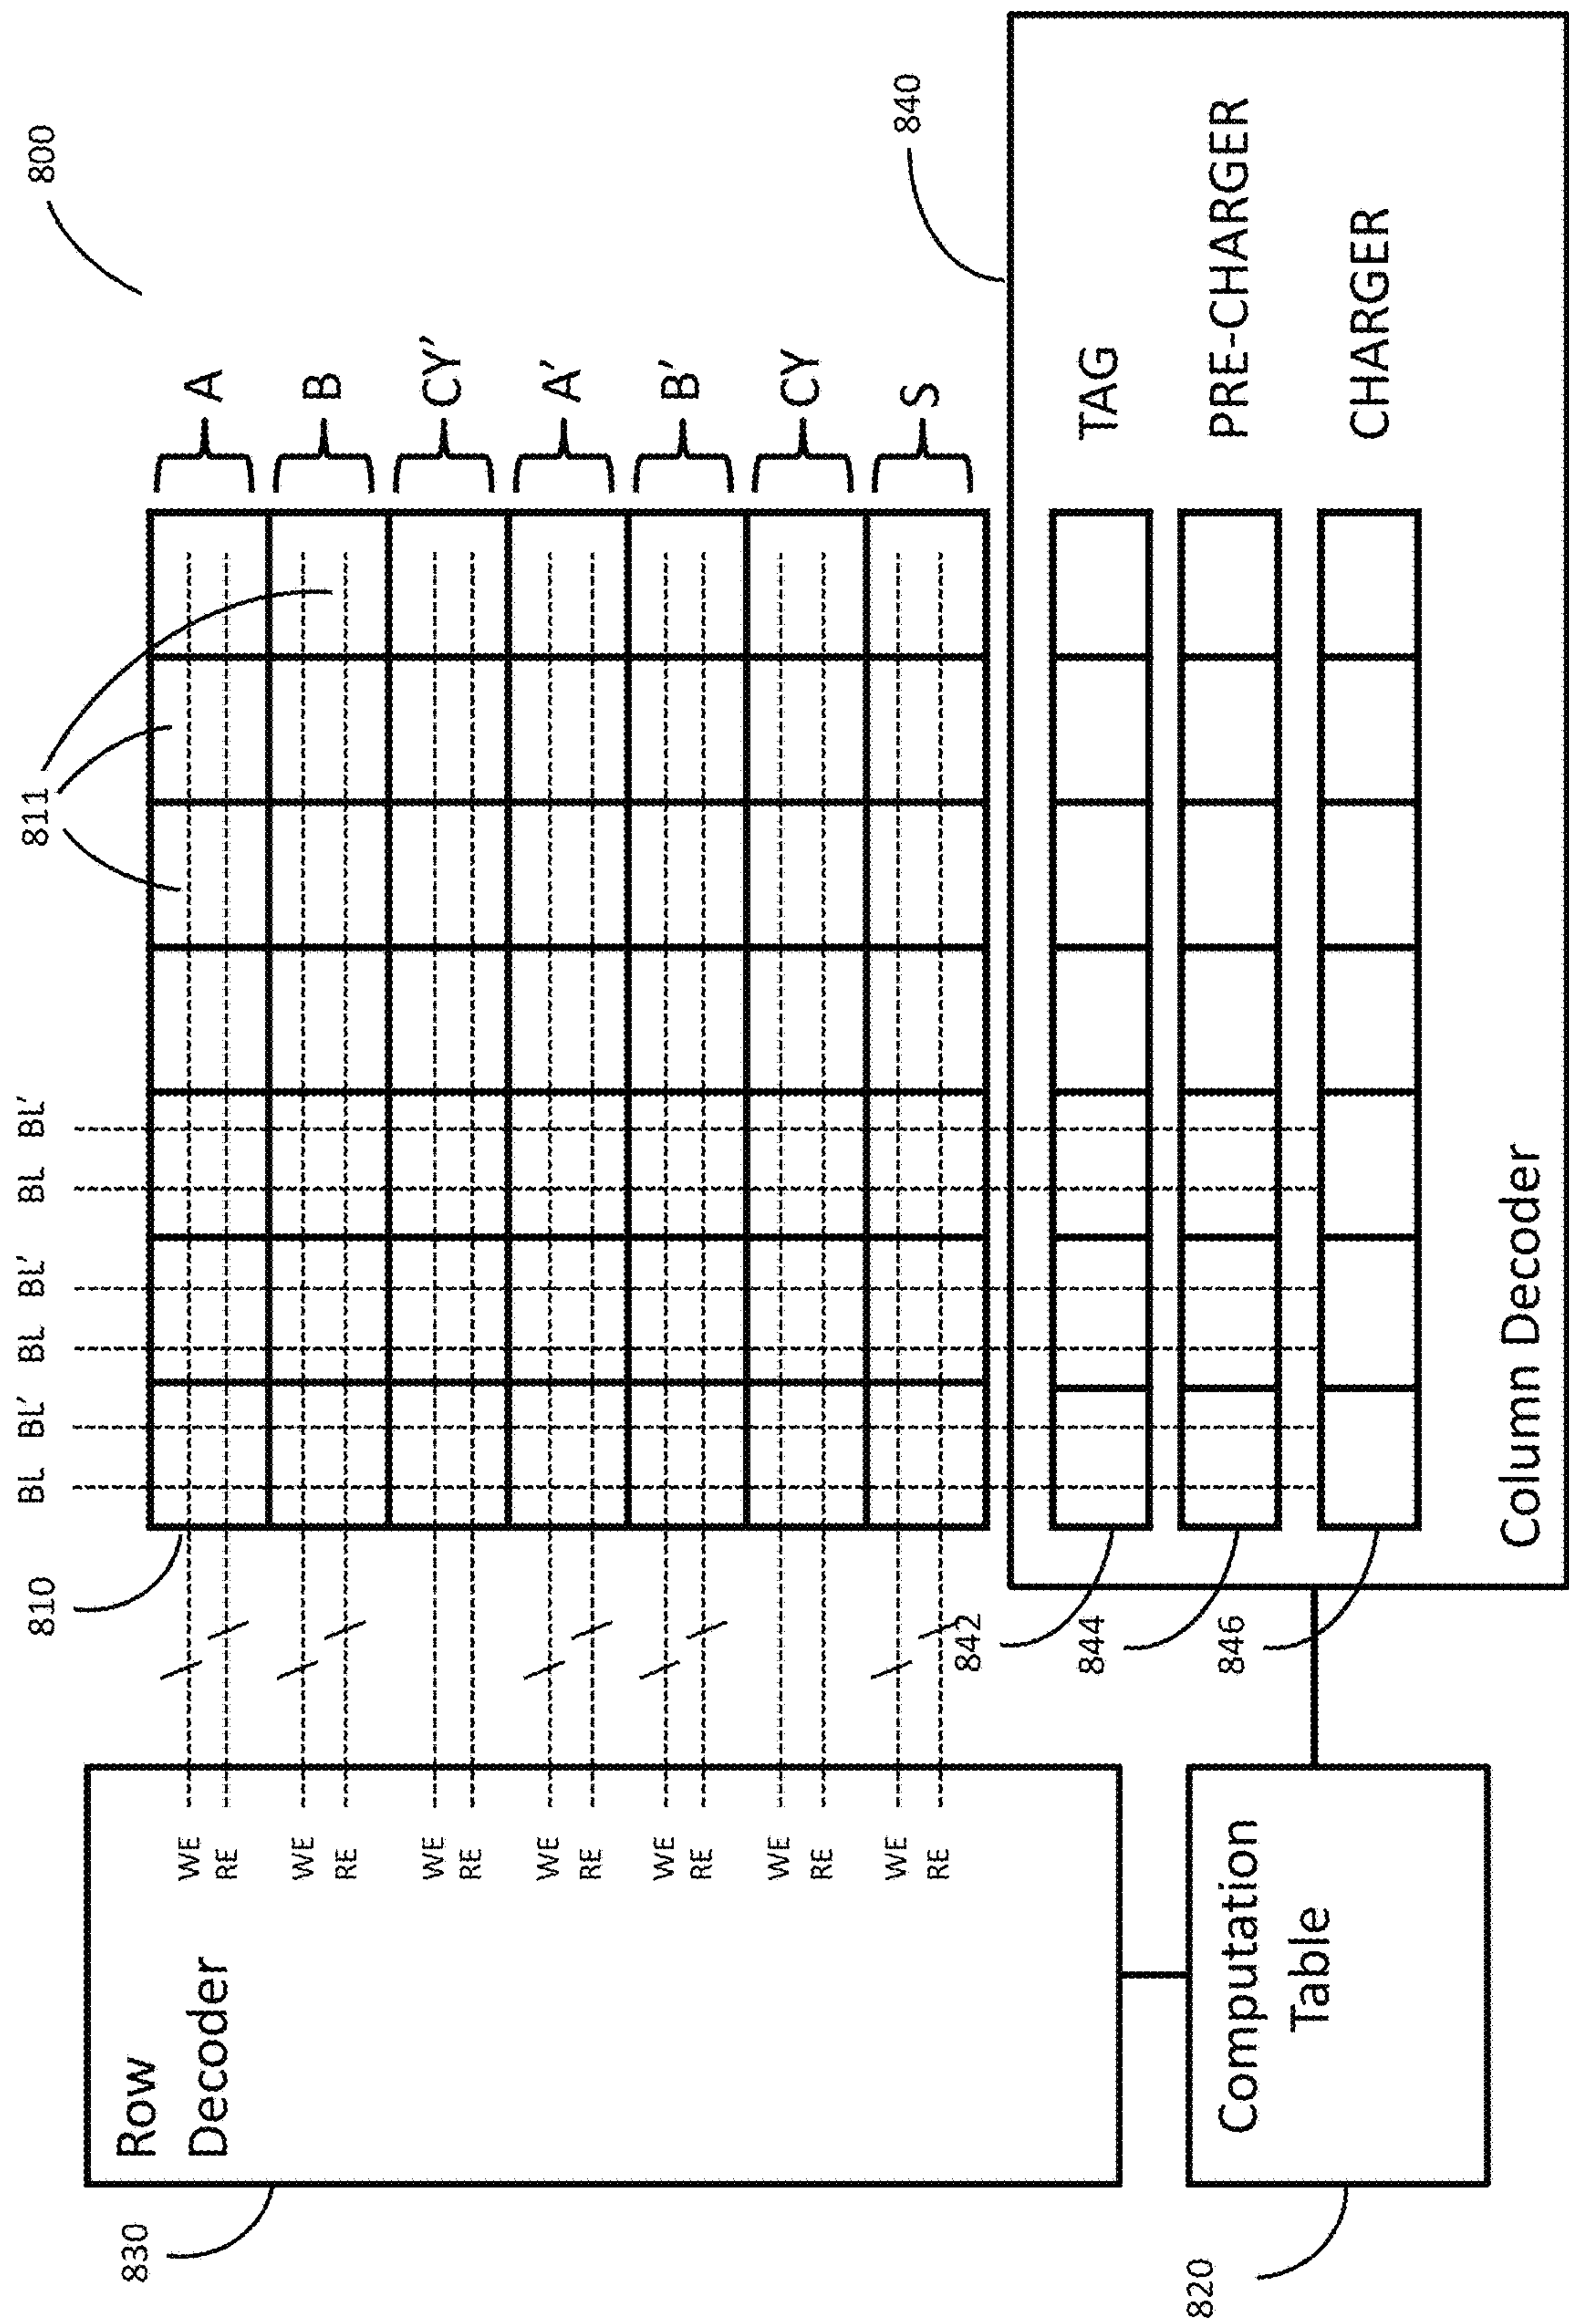 800
811
BL BL' BL BL' BL BL'
810
830
Row
Decoder
WE
RE
WE
RE
WE
RE
WE
RE
WE
RE
WE
RE
WE
RE
A
B
CY'
A'
B'
CY
S
840
842
844
846
TAG
PRE-CHARGER
CHARGER
Column Decoder
Computation
Table
820